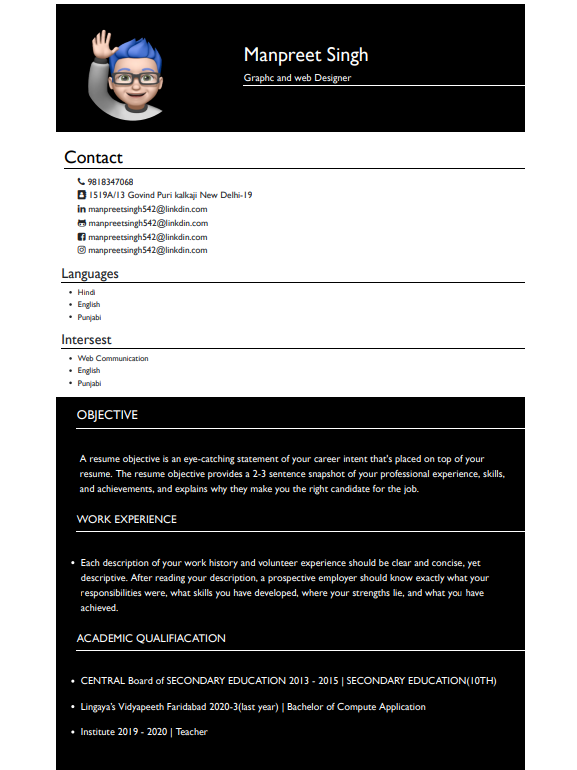 Manpreet Singh
Graphc and web Designer
Contact
9818347068
1519A/13 Govind Puri kalkaji New Delhi-19
manpreetsingh542@linkdin.com
manpreetsingh542@linkdin.com
manpreetsingh542@linkdin.com
manpreetsingh542@linkdin.com
Languages
• Hindi
• English
• Punjabi
Intersest
• Web Communication
• English
• Punjabi
OBJECTIVE
A resume objective is an eye-catching statement of your career intent that's placed on top of your
resume. The resume objective provides a 2-3 sentence snapshot of your professional experience, skills,
and achievements, and explains why they make you the right candidate for the job.
WORK EXPERIENCE
• Each description of your work history and volunteer experience should be clear and concise, yet
descriptive. After reading your description, a prospective employer should know exactly what your
responsibilities were, what skills you have developed, where your strengths lie, and what you have
achieved.
ACADEMIC QUALIFIACATION
• CENTRAL Board of SECONDARY EDUCATION 2013 - 2015 | SECONDARY EDUCATION(10TH)
• Lingaya's Vidyapeeth Faridabad 2020-3(last year) | Bachelor of Compute Application
• Institute 2019 - 2020 | Teacher